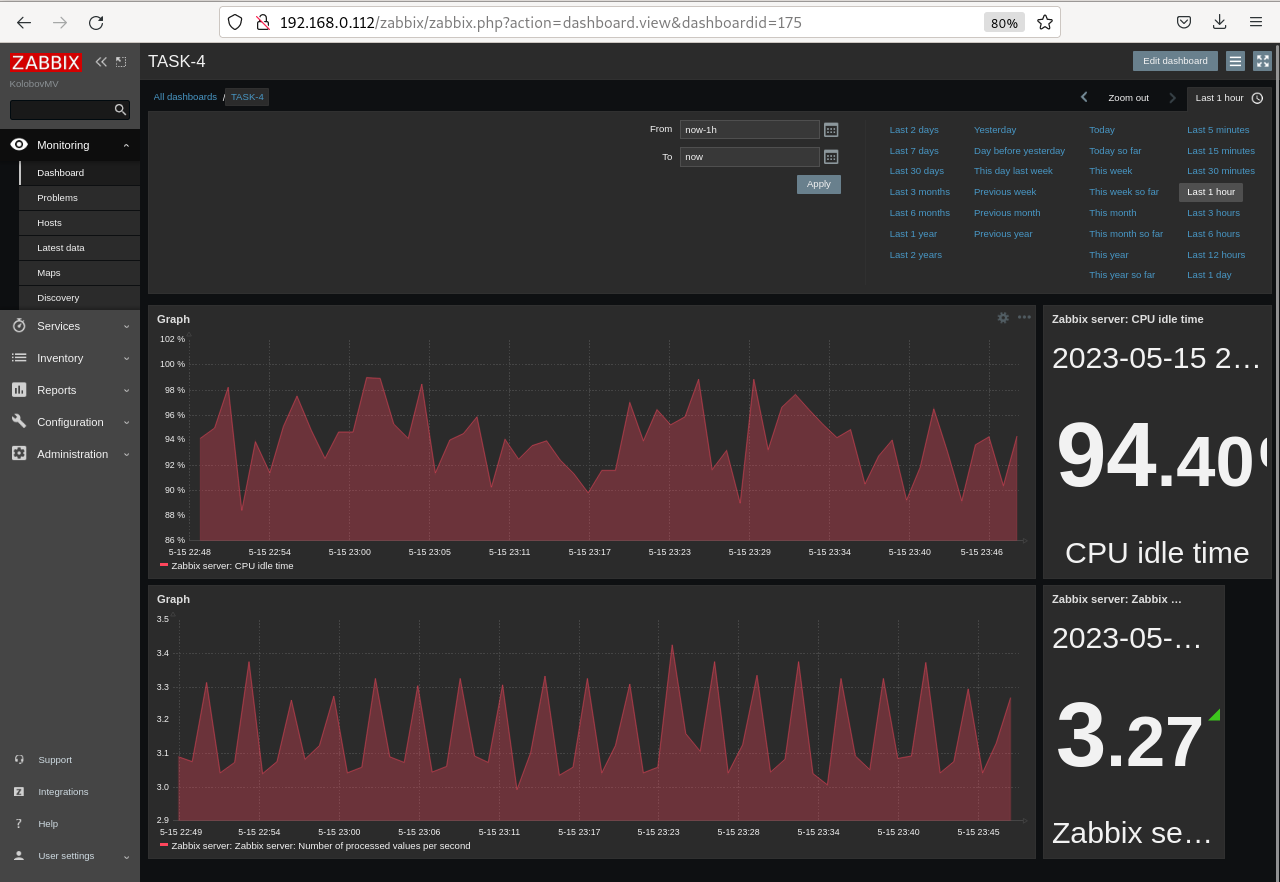 192.168.0.112/zabbix/zabbix.php?action=dashboard.view&dashboardid=175
80%
ZABBIX
KolobovMV
Monitoring
Dashboard
Problems
Hosts
Latest data
Maps
Discovery
Services
Inventory
Reports
Configuration
Administration
Support
Integrations
Help
User settings
TASK-4
Edit dashboard
All dashboards / TASK-4
Zoom out
Last 1 hour
From now-1h
To now
Apply
Last 2 days Yesterday Today Last 5 minutes
Last 7 days Day before yesterday Today so far Last 15 minutes
Last 30 days This day last week This week Last 30 minutes
Last 3 months Previous week This week so far Last 1 hour
Last 6 months Previous month This month Last 3 hours
Last 1 year Previous year This month so far Last 6 hours
Last 2 years This year Last 12 hours
This year so far Last 1 day
Graph
102 %
100 %
98 %
96 %
94 %
92 %
90 %
88 %
86 %
5-15 22:48 5-15 22:54 5-15 23:00 5-15 23:05 5-15 23:11 5-15 23:17 5-15 23:23 5-15 23:29 5-15 23:34 5-15 23:40 5-15 23:46
Zabbix server: CPU idle time
Zabbix server: CPU idle time
2023-05-15 2…
94.40
CPU idle time
Graph
3.5
3.4
3.3
3.2
3.1
3.0
2.9
5-15 22:49 5-15 22:54 5-15 23:00 5-15 23:06 5-15 23:11 5-15 23:17 5-15 23:23 5-15 23:28 5-15 23:34 5-15 23:40 5-15 23:45
Zabbix server: Zabbix server: Number of processed values per second
Zabbix server: Zabbix …
2023-05-…
3.27
Zabbix se…